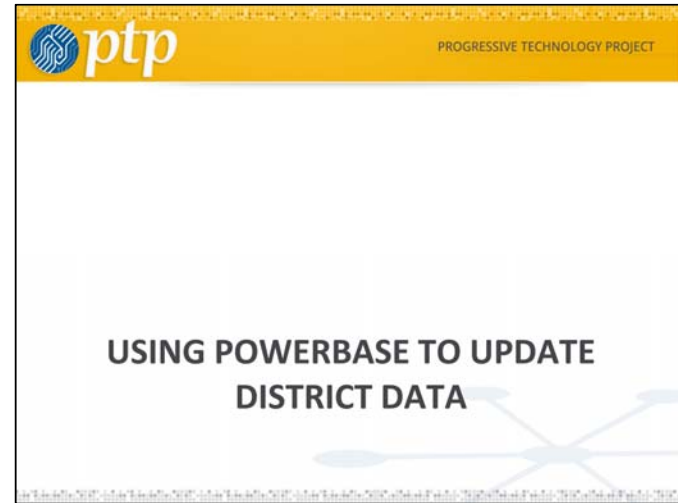 ptp
PROGRESSIVE TECHNOLOGY PROJECT
USING POWERBASE TO UPDATE
DISTRICT DATA